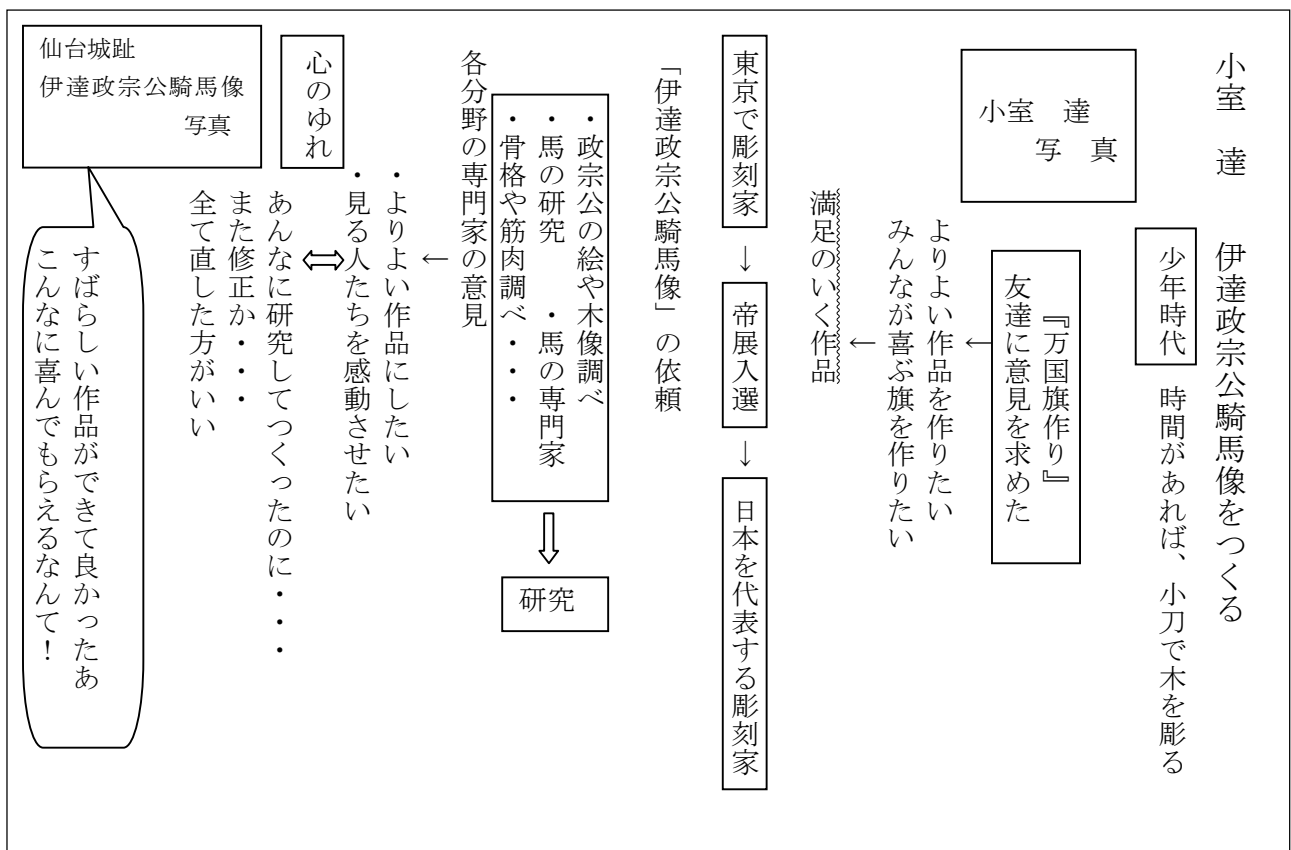 小室　達　伊達政宗公騎馬像をつくる
小室　達
写　真
少年時代
時間があれば、小刀で木を彫る
『万国旗作り』
友達に意見を求めた
←
よりよい作品を作りたい
みんなが喜ぶ旗を作りたい
←
満足のいく作品
東京で彫刻家
↓
帝展入選
↓
日本を代表する彫刻家
「伊達政宗公騎馬像」の依頼
・政宗公の絵や木像調べ
・馬の研究　・馬の専門家
・骨格や筋肉調べ・・・
⇩
研究
各分野の専門家の意見
←
心のゆれ
・よりよい作品にしたい
・見る人たちを感動させたい
⇔
あんなに研究してつくったのに・・・
また修正か・・・
全て直した方がいい
仙台城趾
伊達政宗公騎馬像
写真
すばらしい作品ができて良かったあ
こんなに喜んでもらえるなんて！